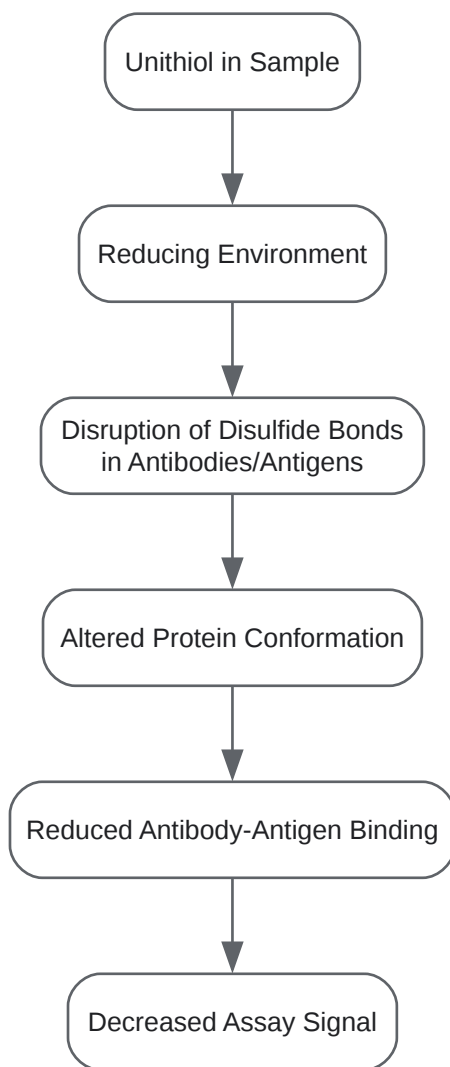 Unithiol in Sample
Reducing Environment
Disruption of Disulfide Bonds
in Antibodies/Antigens
Altered Protein Conformation
Reduced Antibody-Antigen Binding
Decreased Assay Signal